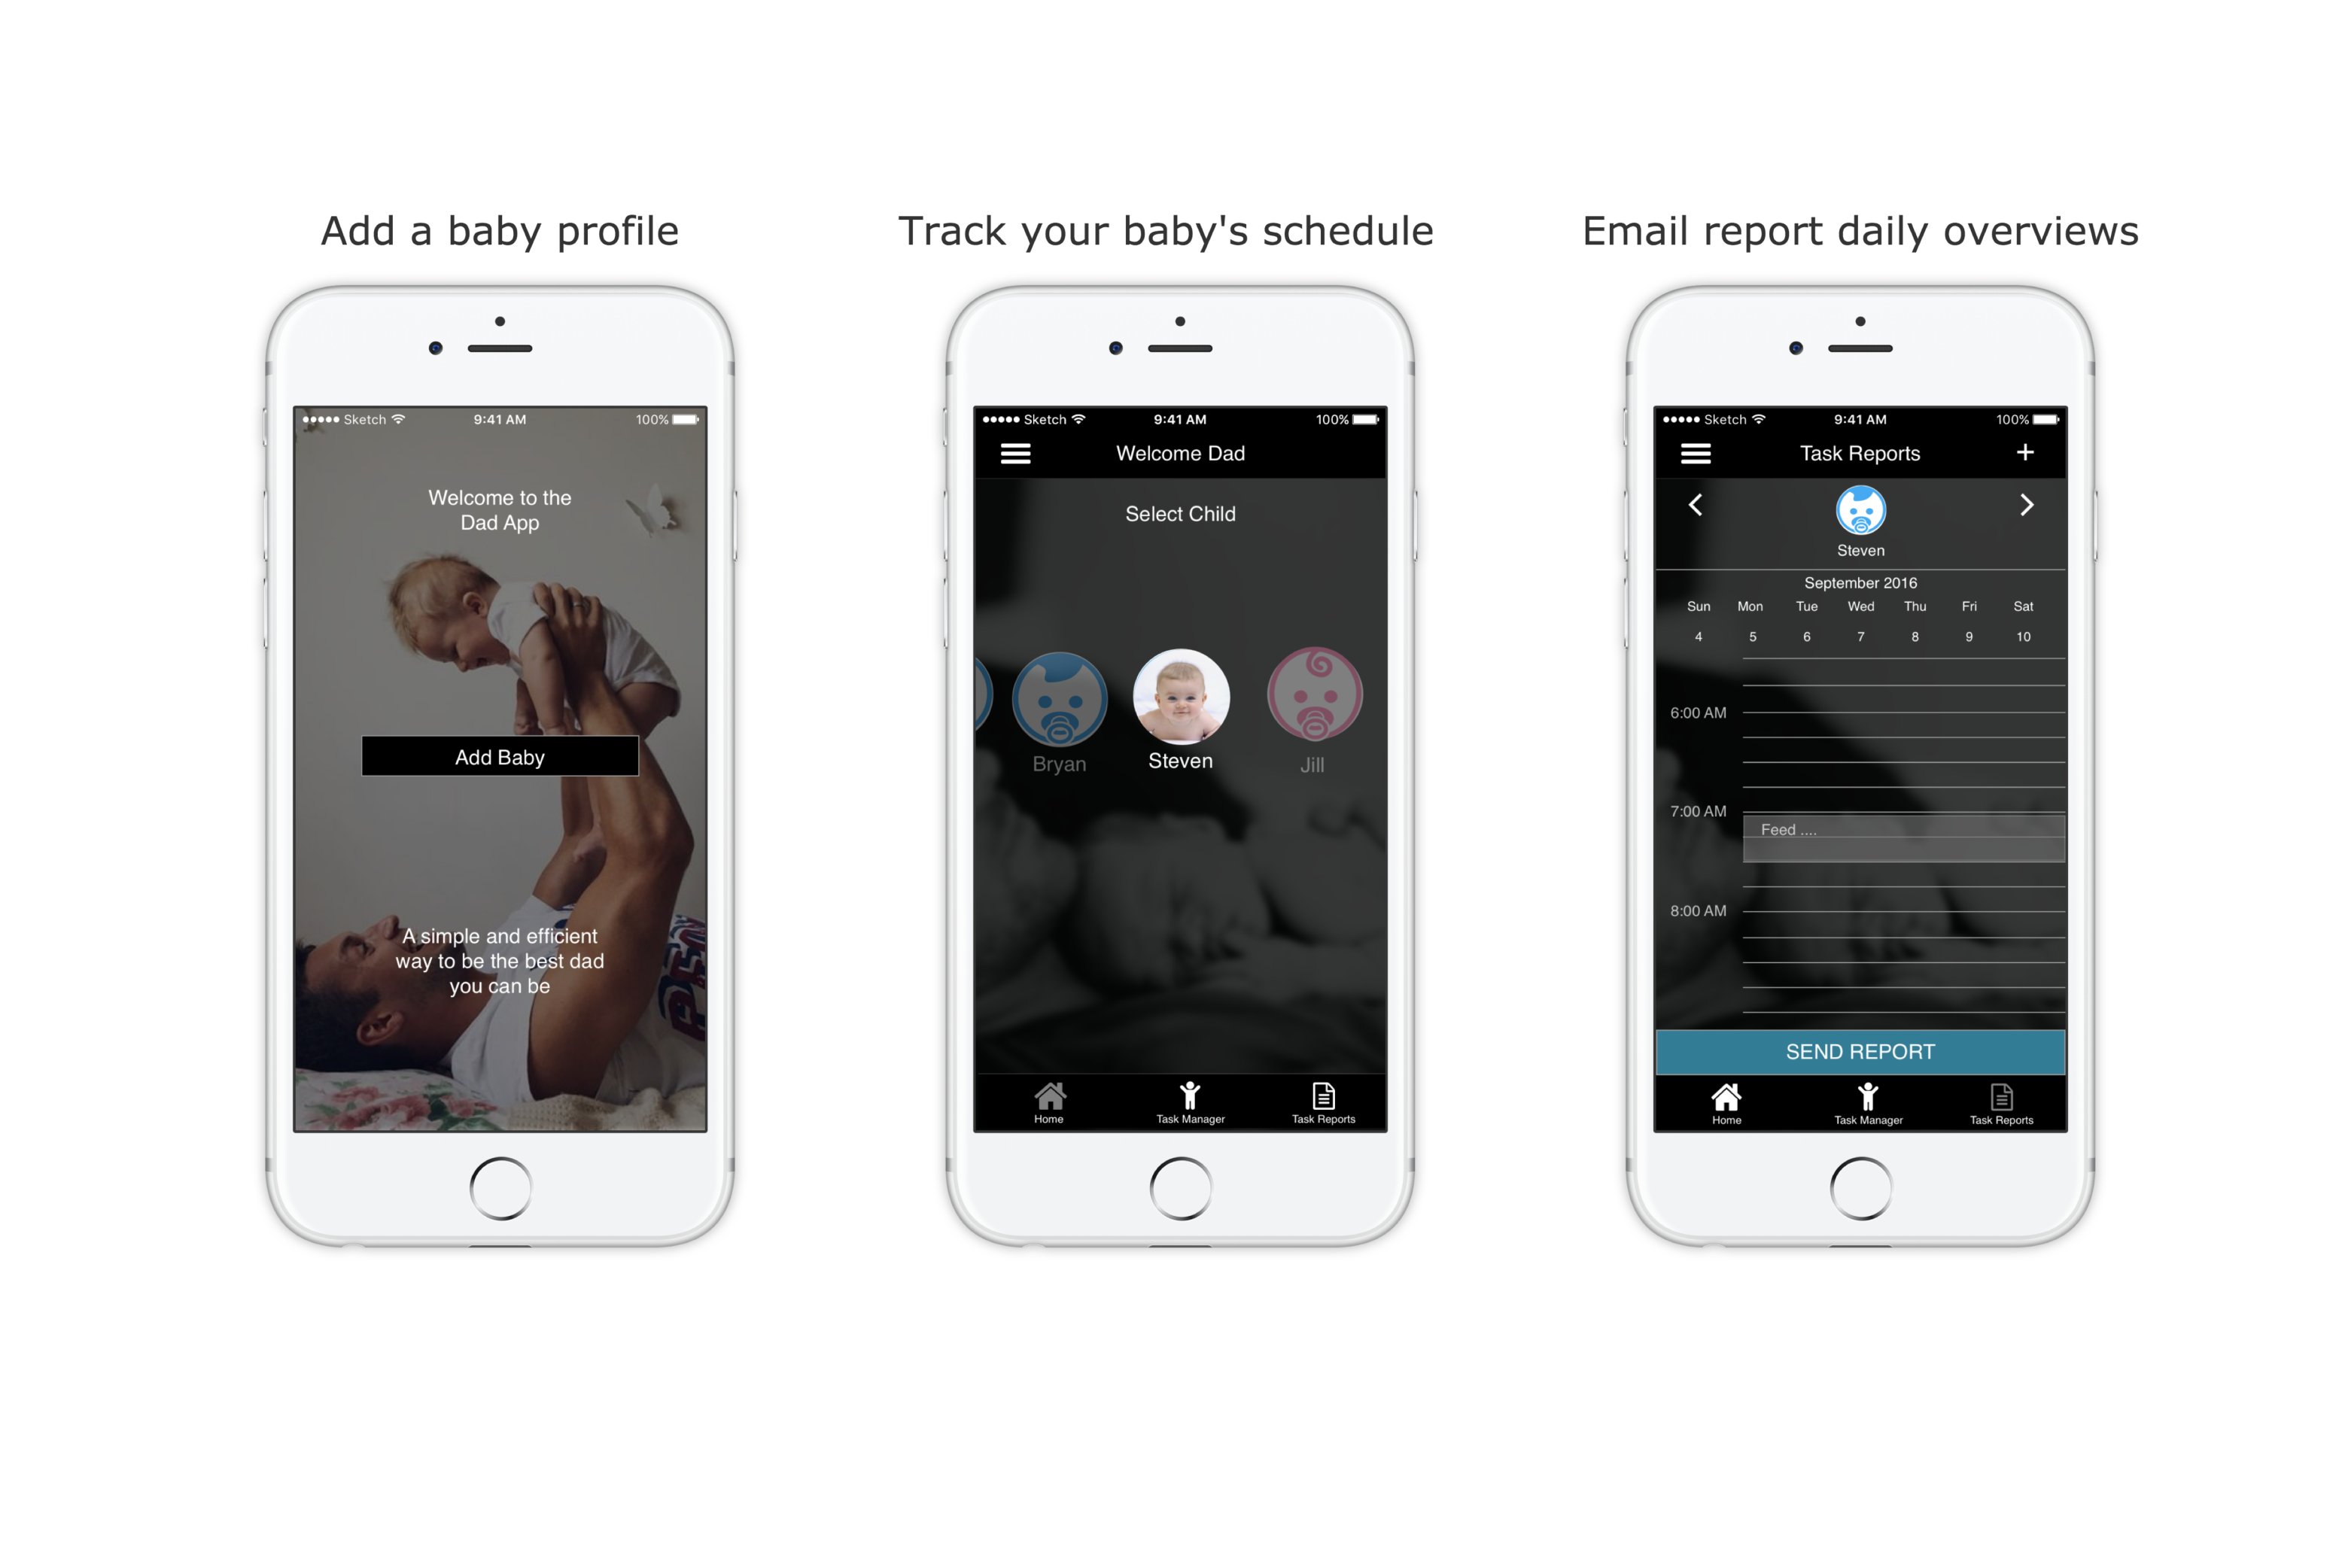 Add a baby profile
Track your baby's schedule
Email report daily overviews
Sketch 9:41 AM 100%
Welcome to the
Dad App
Add Baby
A simple and efficient
way to be the best dad
you can be
Sketch 9:41 AM 100%
Welcome Dad
Select Child
Bryan Steven Jill
Home Task Manager Task Reports
Sketch 9:41 AM 100%
Task Reports +
Steven
September 2016
Sun Mon Tue Wed Thu Fri Sat
4 5 6 7 8 9 10
6:00 AM
7:00 AM
Feed ....
8:00 AM
SEND REPORT
Home Task Manager Task Reports